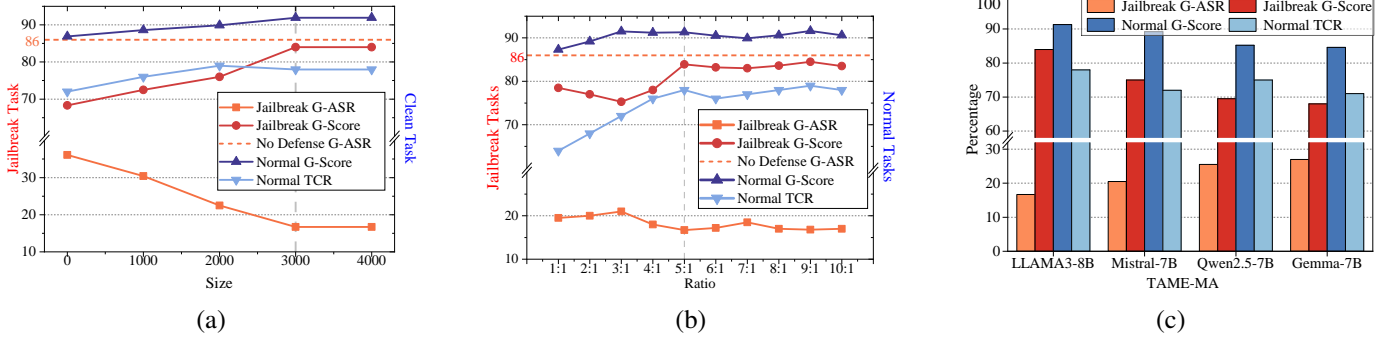 90
86
80
70
30
20
10
0
1000
2000
3000
4000
Size
Jailbreak Task
Clean Task
Jailbreak G-ASR
Jailbreak G-Score
No Defense G-ASR
Normal G-Score
Normal TCR
(a)
90
86
80
70
20
10
1:1
2:1
3:1
4:1
5:1
6:1
7:1
8:1
9:1
10:1
Ratio
Jailbreak Tasks
Normal Tasks
Jailbreak G-ASR
Jailbreak G-Score
No Defense G-ASR
Normal G-Score
Normal TCR
(b)
Jailbreak G-ASR
Jailbreak G-Score
Normal G-Score
Normal TCR
100
90
80
70
60
30
20
10
0
Percentage
LLAMA3-8B
Mistral-7B
Qwen2.5-7B
Gemma-7B
TAME-MA
(c)